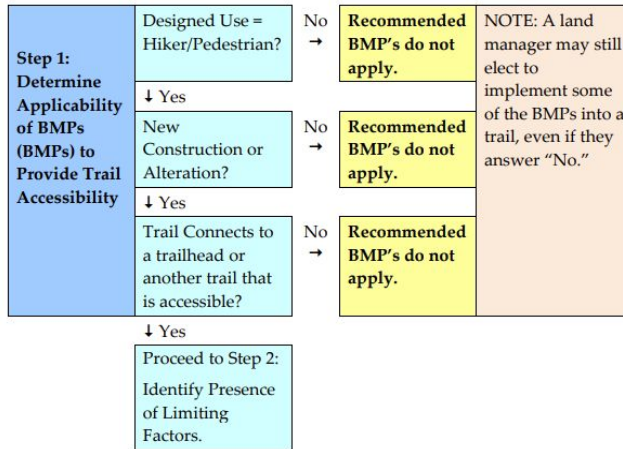 Step 1:
Determine
Applicability
of BMPs
(BMPs) to
Provide Trail
Accessibility
Designed Use =
Hiker/Pedestrian?
No
→
Recommended
BMP's do not
apply.
↓ Yes
New
Construction or
Alteration?
No
→
Recommended
BMP's do not
apply.
↓ Yes
Trail Connects to
a trailhead or
another trail that
is accessible?
No
→
Recommended
BMP's do not
apply.
↓ Yes
Proceed to Step 2:
Identify Presence
of Limiting
Factors.
NOTE: A land
manager may still
elect to
implement some
of the BMPs into a
trail, even if they
answer “No.”